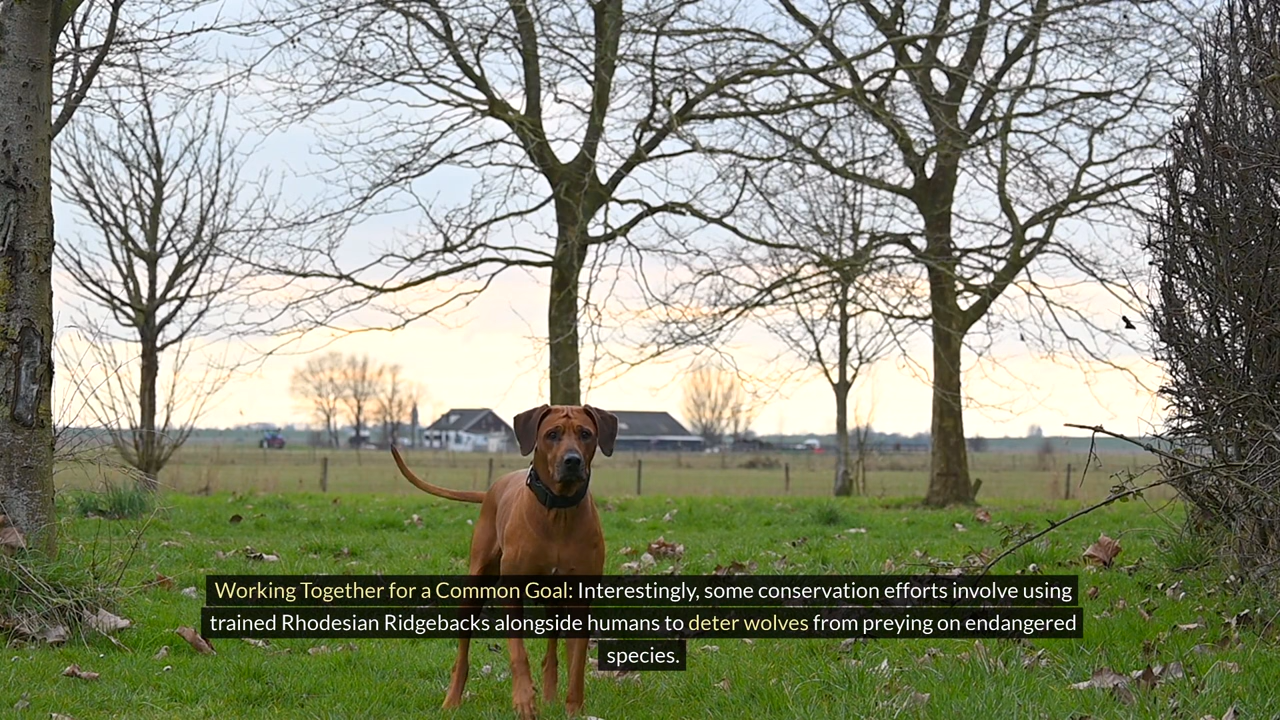 Working Together for a Common Goal: Interestingly, some conservation efforts involve using
trained Rhodesian Ridgebacks alongside humans to deter wolves from preying on endangered
species.